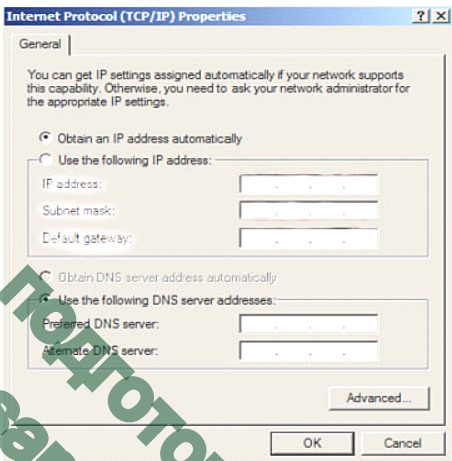 Internet Protocol (TCP/IP) Properties
General
You can get IP settings assigned automatically if your network supports
this capability. Otherwise, you need to ask your network administrator for
the appropriate IP settings.
Obtain an IP address automatically
Use the following IP address:
IP address:
Subnet mask:
Default gateway:
Obtain DNS server address automatically
Use the following DNS server addresses:
Preferred DNS server:
Alternate DNS server:
Advanced...
OK
Cancel